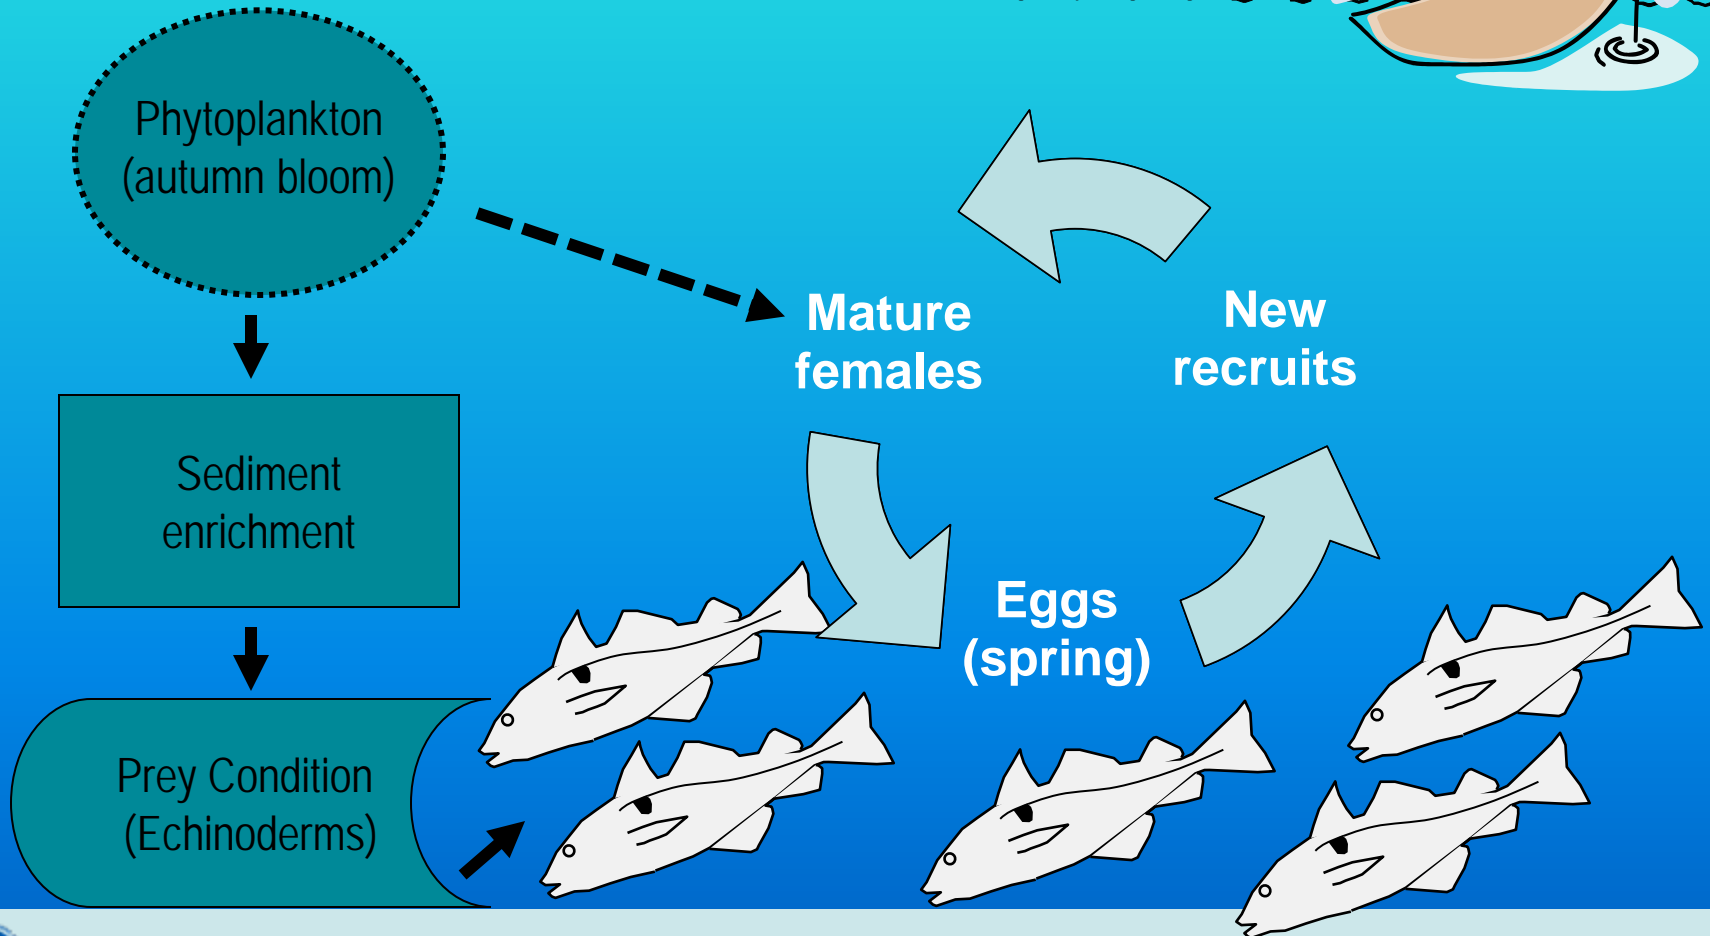 Phytoplankton
(autumn bloom)
Sediment
enrichment
Prey Condition
(Echinoderms)
Mature
females
New
recruits
Eggs
(spring)